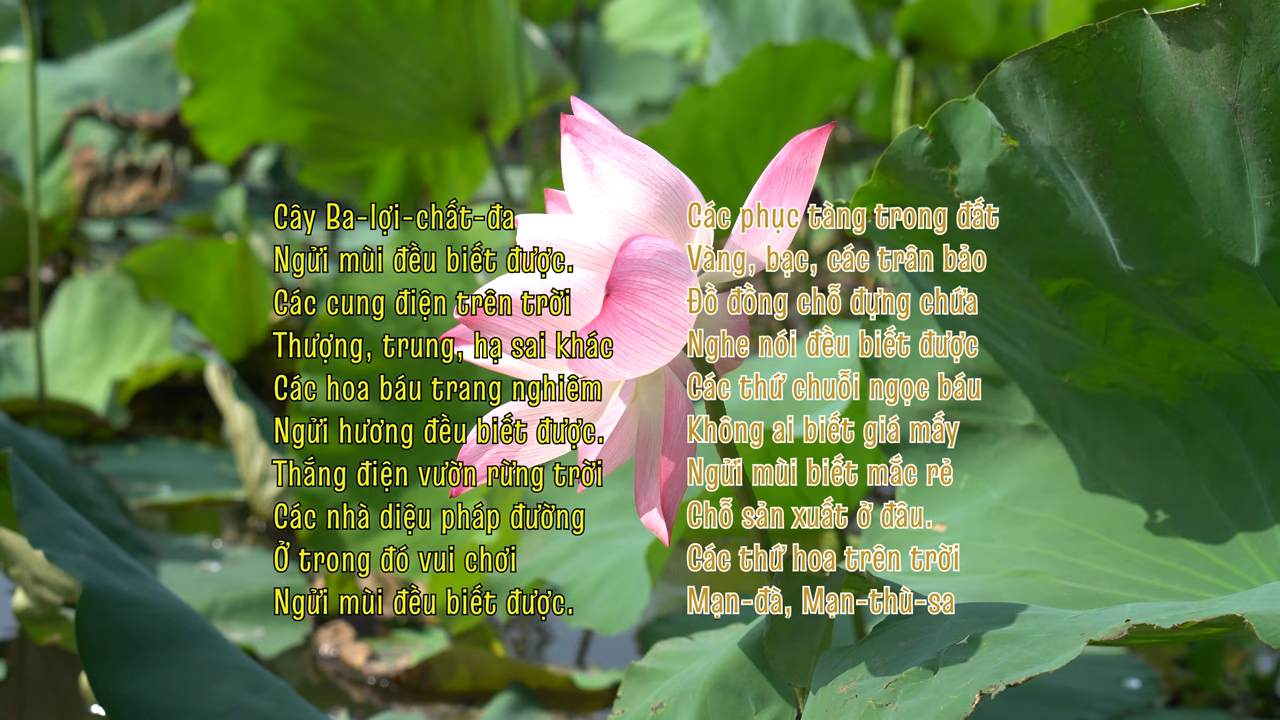 Cây Ba-lợi-chất-đa
Ngửi mùi đều biết được.
Các cung điện trên trời
Thượng, trung, hạ sai khác
Các hoa báu trang nghiêm
Ngửi hương đều biết được.
Thắng điện vườn rừng trời
Các nhà diệu pháp đường
Ở trong đó vui chơi
Ngửi mùi đều biết được.
Các phục tàng trong đất
Vàng, bạc, các trân bảo
Đồ đồng chỗ đựng chứa
Nghe nói đều biết được
Các thứ chuỗi ngọc báu
Không ai biết giá mấy
Ngửi mùi biết mắc rẻ
Chỗ sản xuất ở đâu.
Các thứ hoa trên trời
Mạn-đà, Mạn-thù-sa